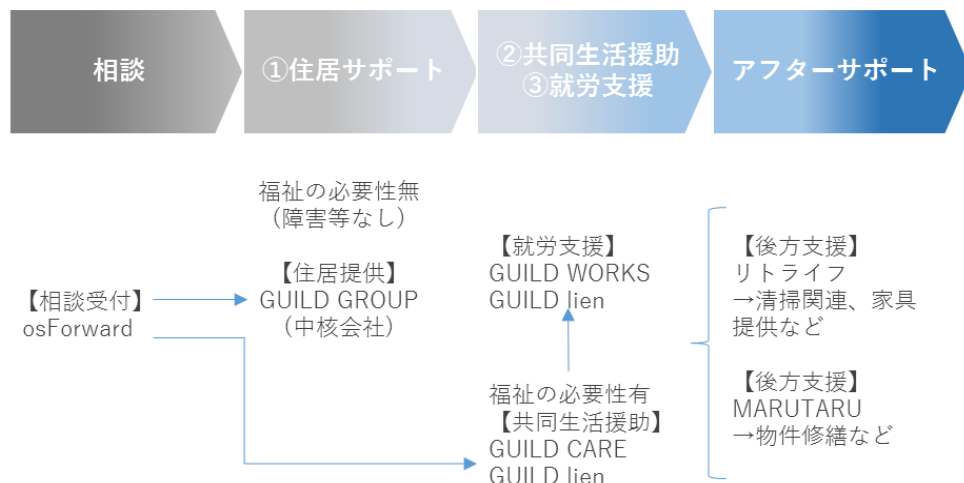 相談
①住居サポート
②共同生活援助
③就労支援
アフターサポート
【相談受付】
osForward
福祉の必要性無
（障害等なし）
【住居提供】
GUILD GROUP
（中核会社）
【就労支援】
GUILD WORKS
GUILD lien
福祉の必要性有
【共同生活援助】
GUILD CARE
GUILD lien
【後方支援】
リトライフ
→清掃関連、家具
提供など
【後方支援】
MARUTARU
→物件修繕など